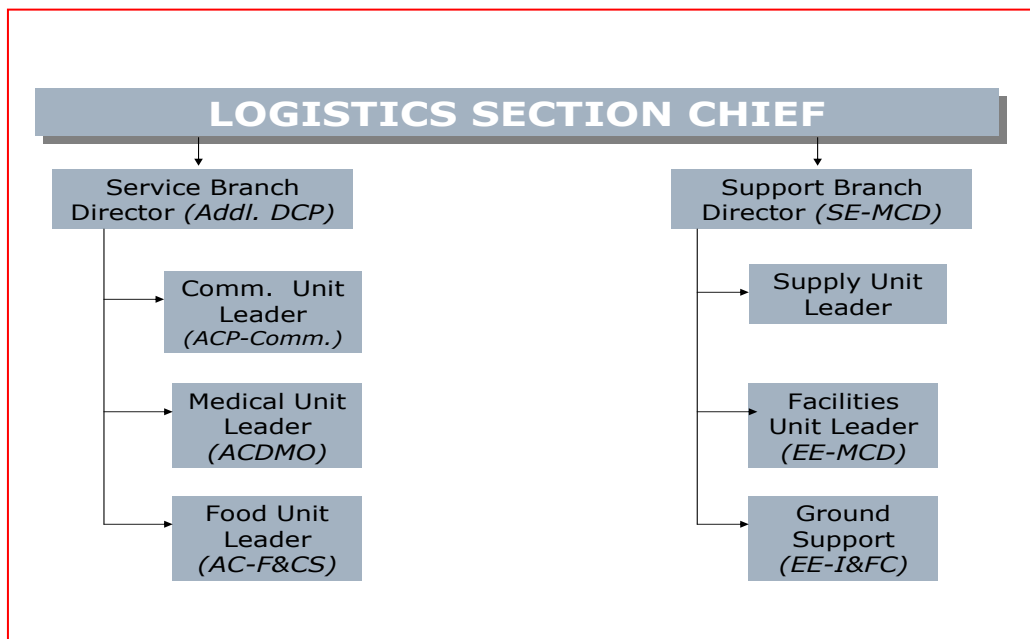 LOGISTICS SECTION CHIEF
Service Branch
Director (Addl. DCP)
Comm. Unit
Leader
(ACP-Comm.)
Medical Unit
Leader
(ACDMO)
Food Unit
Leader
(AC-F&CS)
Support Branch
Director (SE-MCD)
Supply Unit
Leader
Facilities
Unit Leader
(EE-MCD)
Ground
Support
(EE-I&FC)